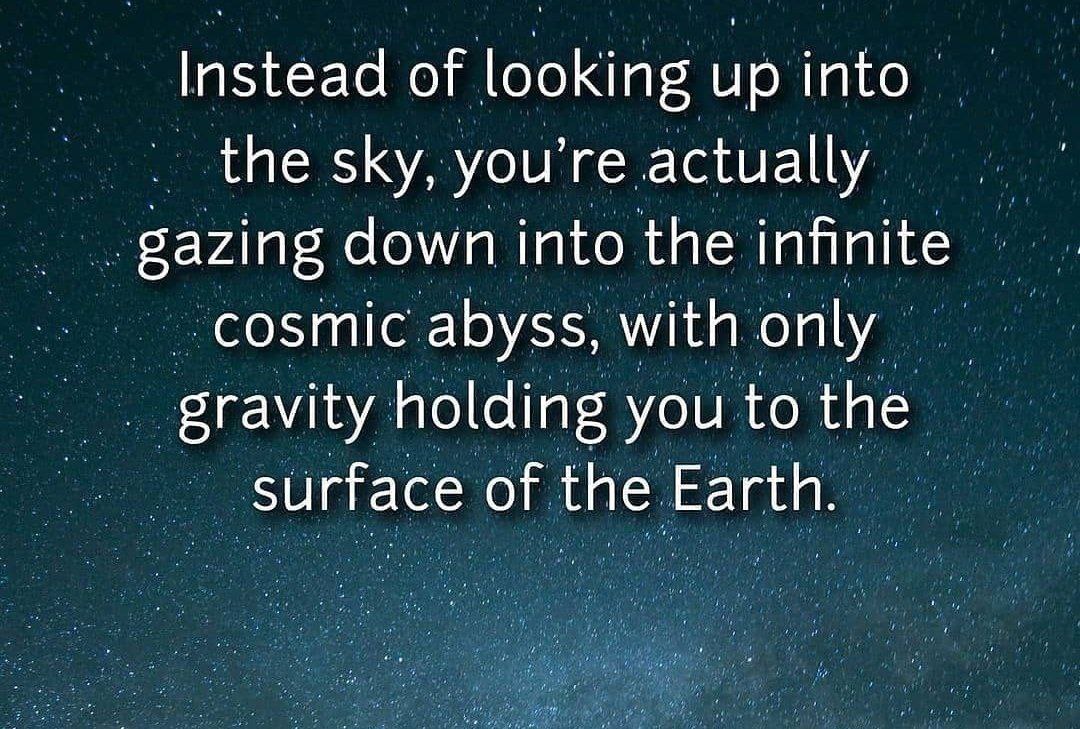 Instead of looking up into
the sky, you’re actually
gazing down into the infinite
cosmic abyss, with only
gravity holding you to the
surface of the Earth.